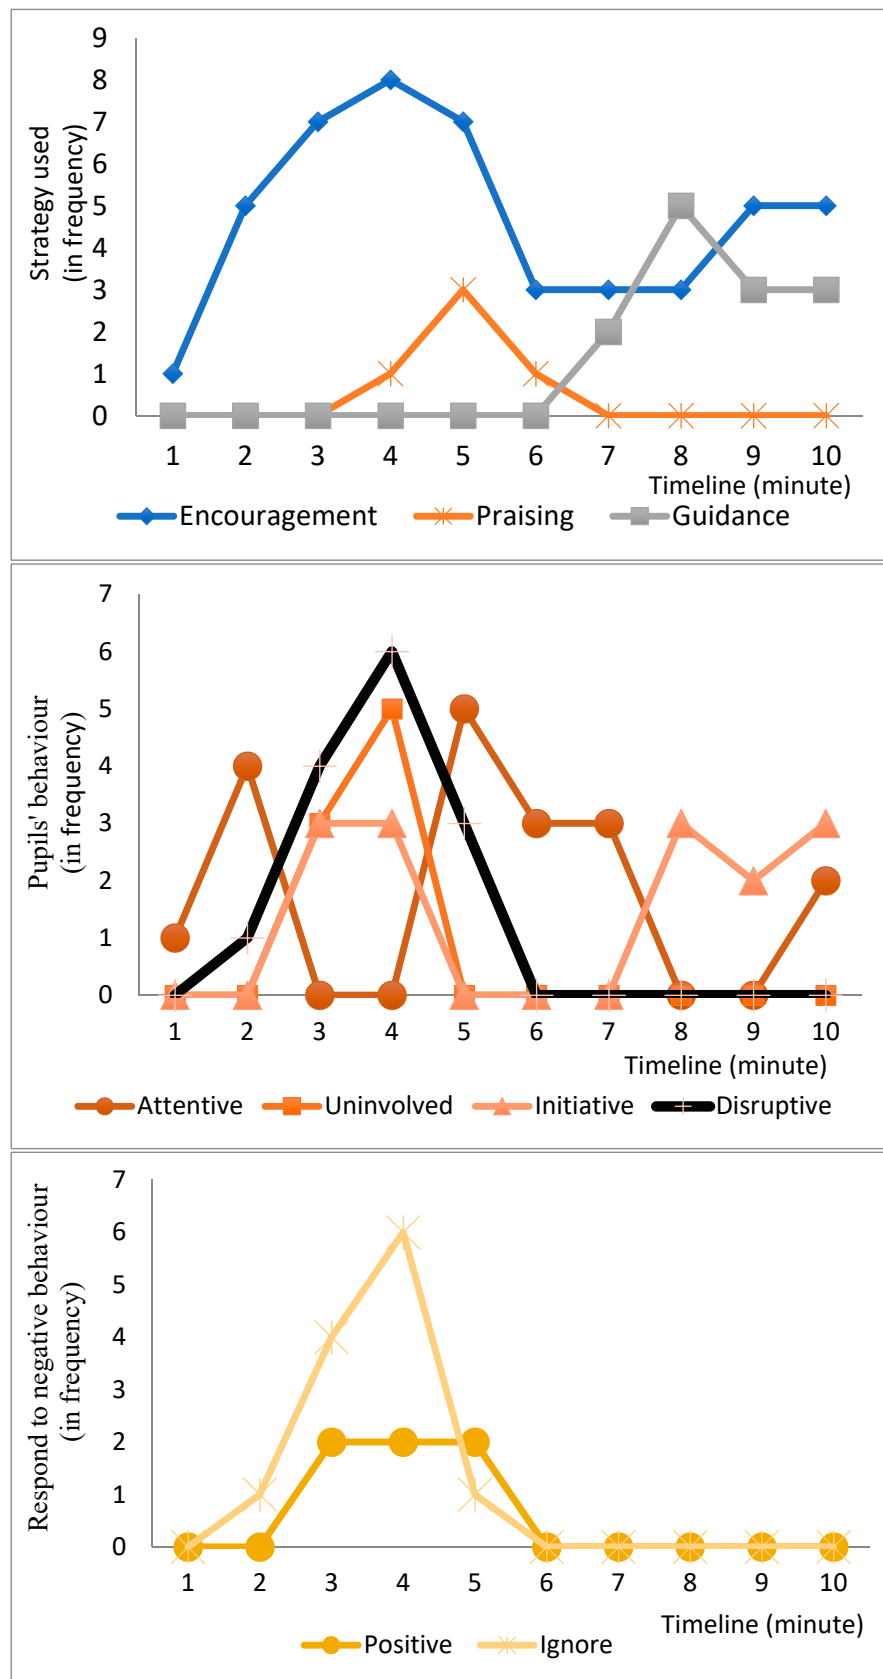 9
8
7
6
5
4
3
2
1
0
Strategy used
(in frequency)
1 2 3 4 5 6 7 8 9 10
Timeline (minute)
Encouragement Praising Guidance
7
6
5
4
3
2
1
0
Pupils' behaviour
(in frequency)
1 2 3 4 5 6 7 8 9 10
Timeline (minute)
Attentive Uninvolved Initiative Disruptive
7
6
5
4
3
2
1
0
Respond to negative behaviour
(in frequency)
1 2 3 4 5 6 7 8 9 10
Timeline (minute)
Positive Ignore